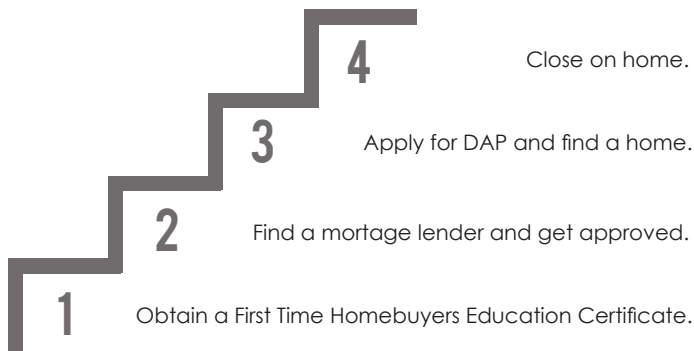 4 Close on home.
3 Apply for DAP and find a home.
2 Find a mortage lender and get approved.
1 Obtain a First Time Homebuyers Education Certificate.